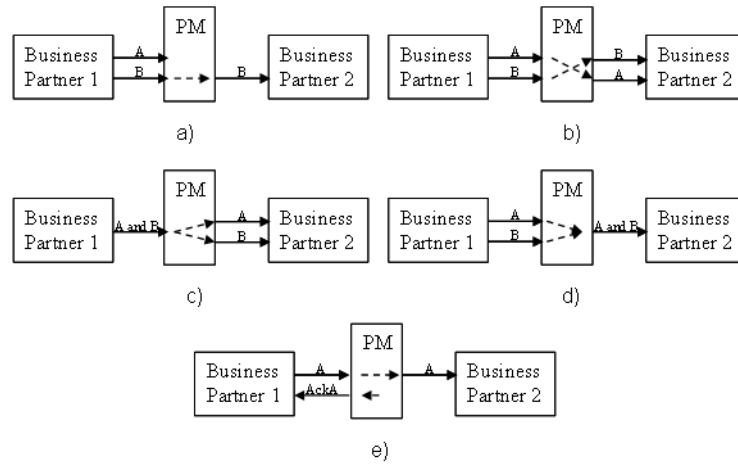 PM
Business
Partner 1
A
B
B
Business
Partner 2
a)
PM
Business
Partner 1
A
B
B
A
Business
Partner 2
b)
PM
Business
Partner 1
A and B
A
B
Business
Partner 2
c)
PM
Business
Partner 1
A
B
A and B
Business
Partner 2
d)
PM
Business
Partner 1
A
AckA
A
Business
Partner 2
e)